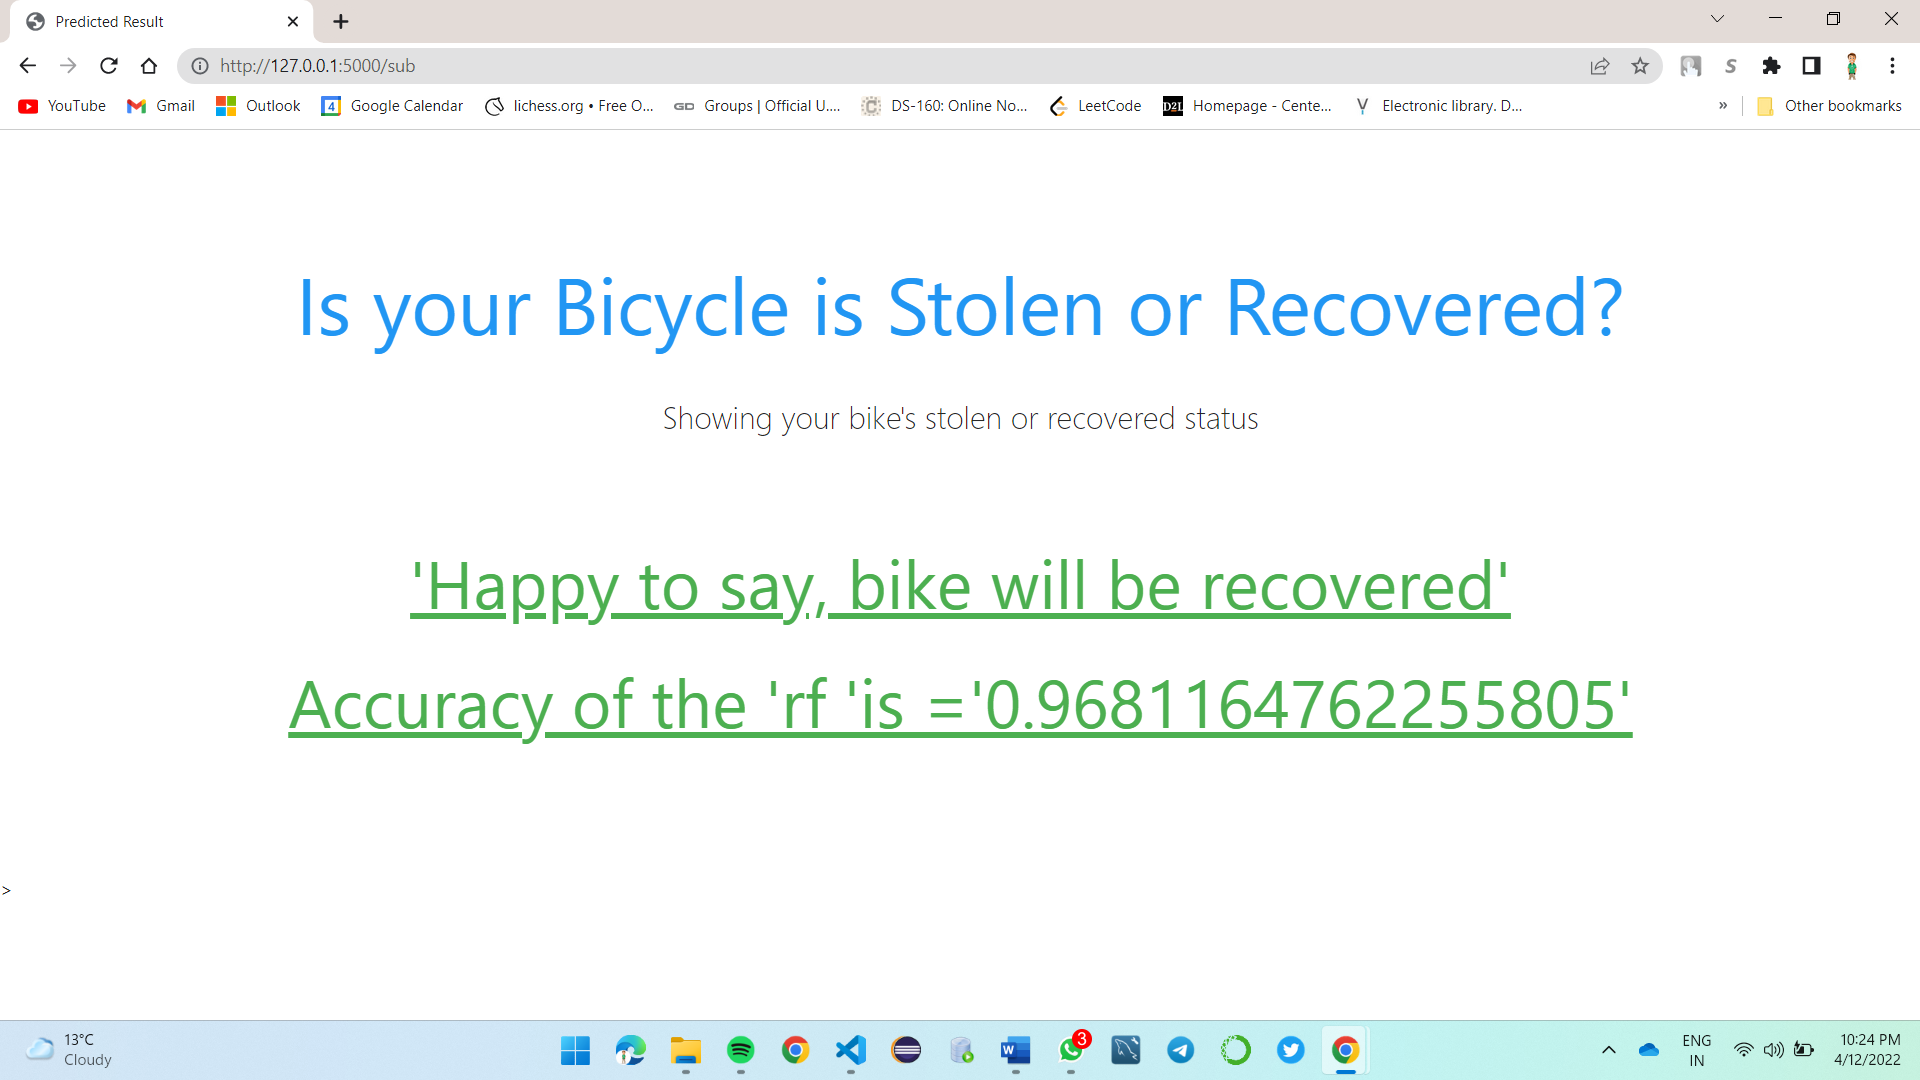 Predicted Result
http://127.0.0.1:5000/sub
S
YouTube Gmail Outlook 4 Google Calendar lichess.org • Free O... GD Groups | Official U.... C DS-160: Online No... LeetCode D2L Homepage - Cente... Electronic library. D... » Other bookmarks
Is your Bicycle is Stolen or Recovered?
Showing your bike's stolen or recovered status
'Happy to say, bike will be recovered'
Accuracy of the 'rf 'is ='0.9681164762255805'
>
13°C
Cloudy
W
3
ENG
IN
10:24 PM
4/12/2022